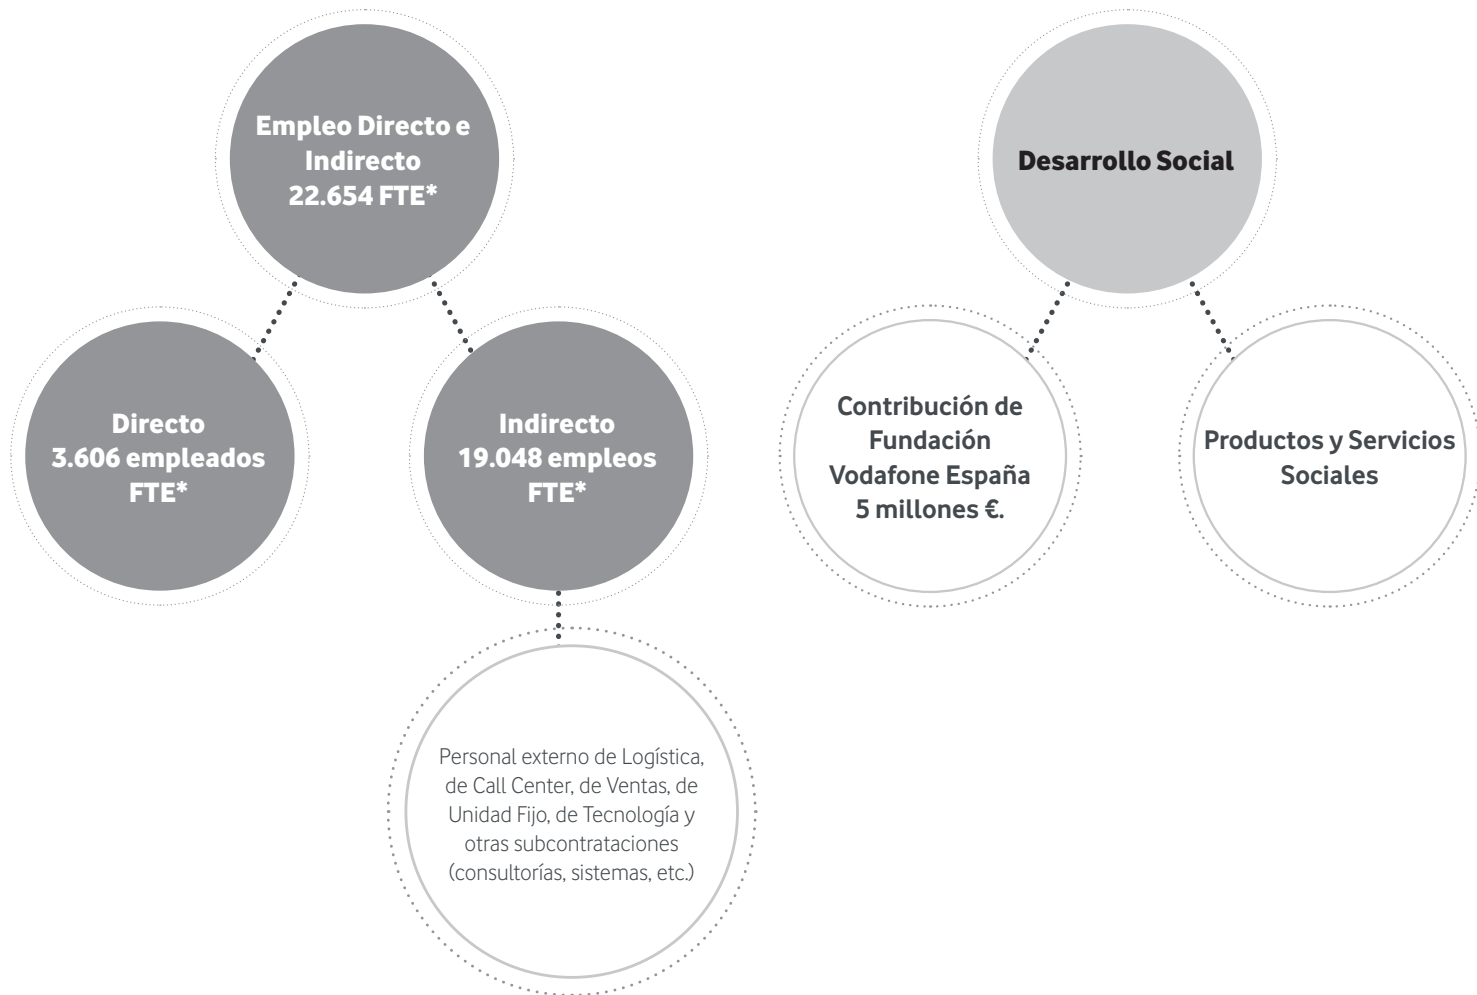 Empleo Directo e
Indirecto
22.654 FTE*
Desarrollo Social
Directo
3.606 empleados
FTE*
Indirecto
19.048 empleos
FTE*
Contribución de
Fundación
Vodafone España
5 millones €.
Productos y Servicios
Sociales
Personal externo de Logística,
de Call Center, de Ventas, de
Unidad Fijo, de Tecnología y
otras subcontrataciones
(consultorías, sistemas, etc.)